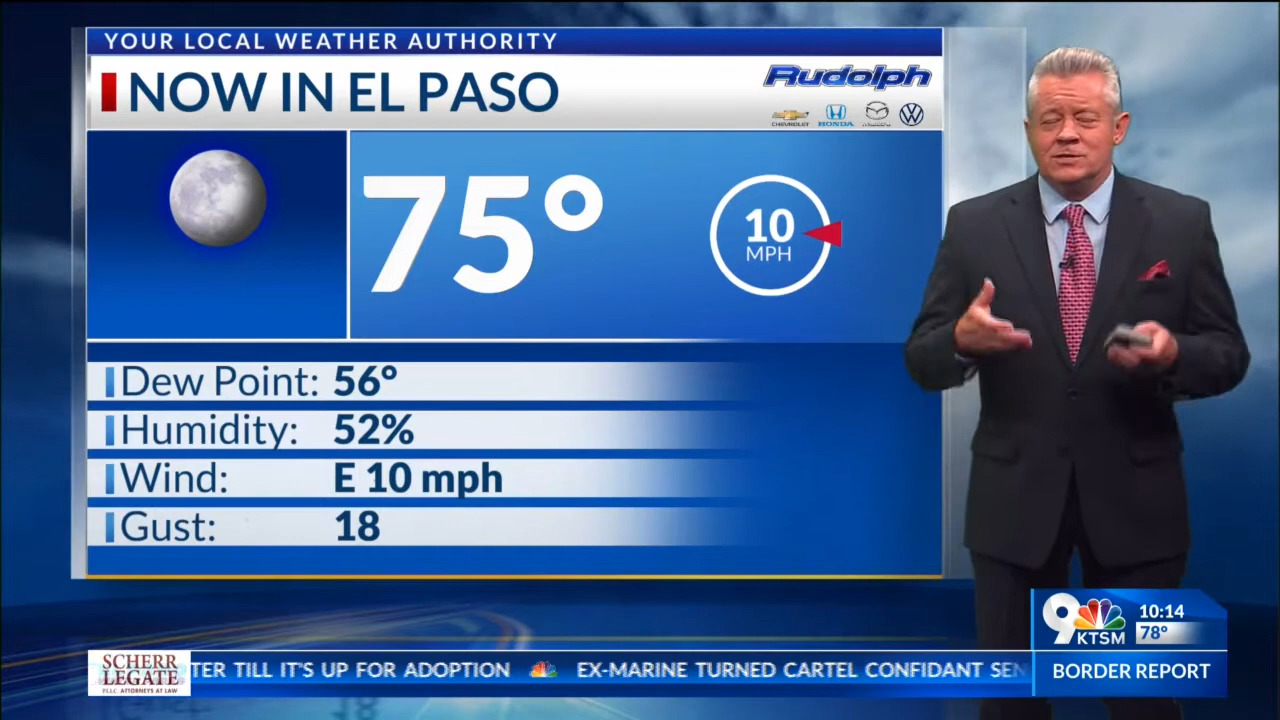 YOUR LOCAL WEATHER AUTHORITY
NOW IN EL PASO
Rudolph
CHEVROLET HONDA mazda
75°
10
MPH
Dew Point: 56°
Humidity: 52%
Wind: E 10 mph
Gust: 18
9 KTSM
10:14
78°
SCHERR
LEGATE
PLLC ATTORNEYS AT LAW
TER TILL IT'S UP FOR ADOPTION EX-MARINE TURNED CARTEL CONFIDANT SEN
BORDER REPORT